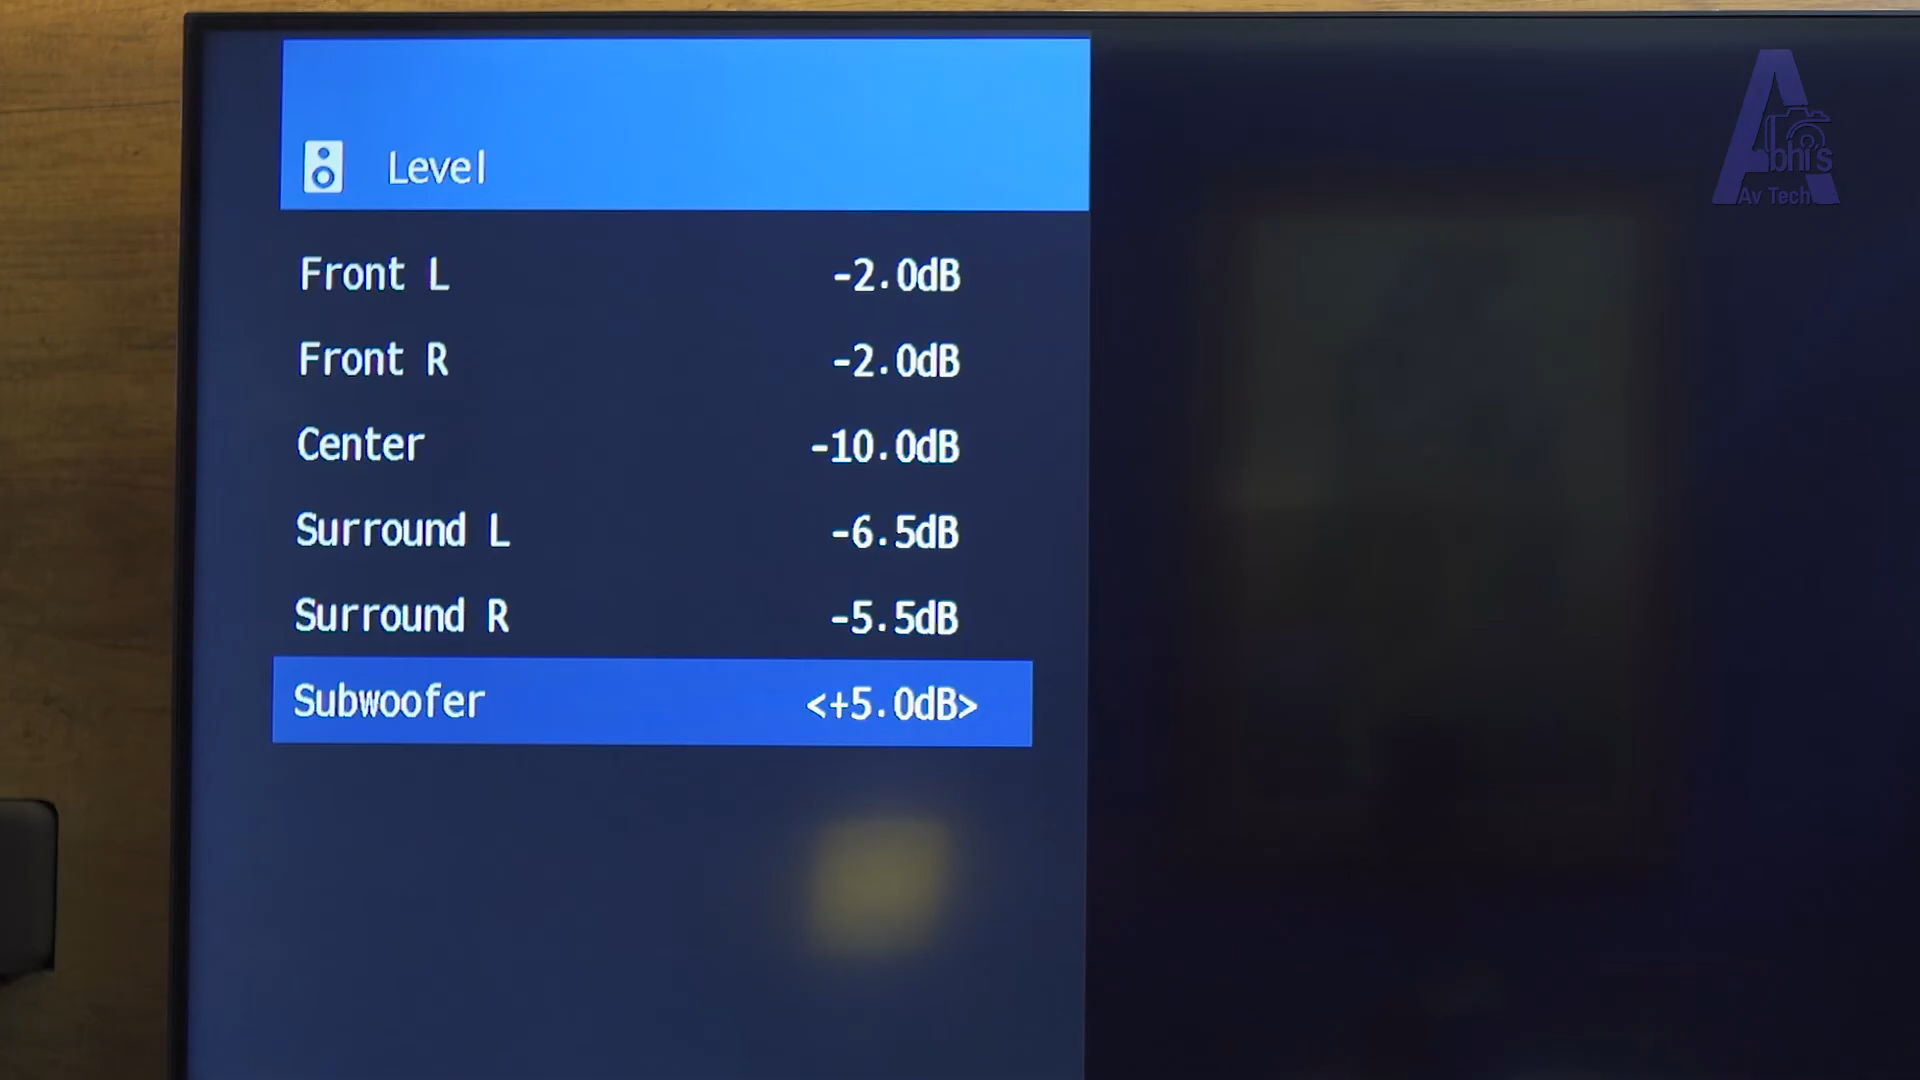 Level
Front L -2.0dB
Front R -2.0dB
Center -10.0dB
Surround L -6.5dB
Surround R -5.5dB
Subwoofer <+5.0dB>
Abhi's
Av Tech